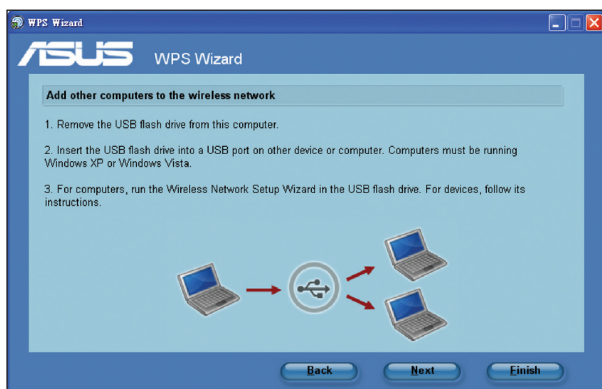 WPS Wizard
ASUS WPS Wizard
Add other computers to the wireless network
1. Remove the USB flash drive from this computer.
2. Insert the USB flash drive into a USB port on other device or computer. Computers must be running
Windows XP or Windows Vista.
3. For computers, run the Wireless Network Setup Wizard in the USB flash drive. For devices, follow its
instructions.
Back Next Finish